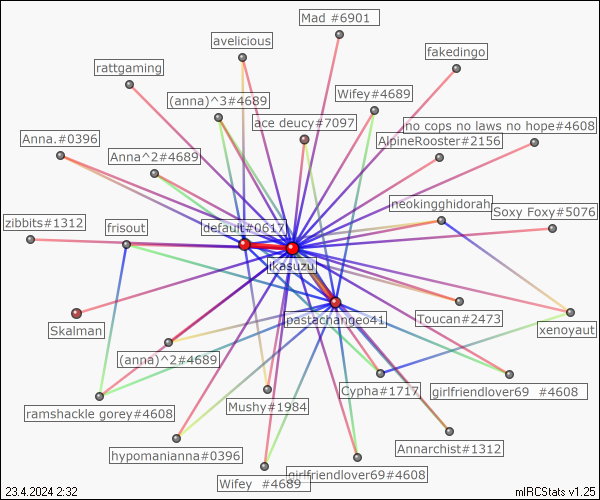 Mad #6901
avelicious
fakedingo
rattgaming
Wifey#4689
(anna)^3#4689
ace deucy#7097
no cops no laws no hope#4608
Anna.#0396
AlpineRooster#2156
Anna^2#4689
neokingghidorah
Soxy Foxy#5076
zibbits#1312
frisout
default#0617
iKasuzu
pastachangeo41
Toucan#2473
Skalman
xenoyaut
(anna)^2#4689
Cypha#1717
girlfriendlover69 #4608
Mushy#1984
ramshackle gorey#4608
Annarchist#1312
hypomanianna#0396
girlfriendlover69#4608
Wifey #4689
23.4.2024 2:32
mIRCStats v1.25